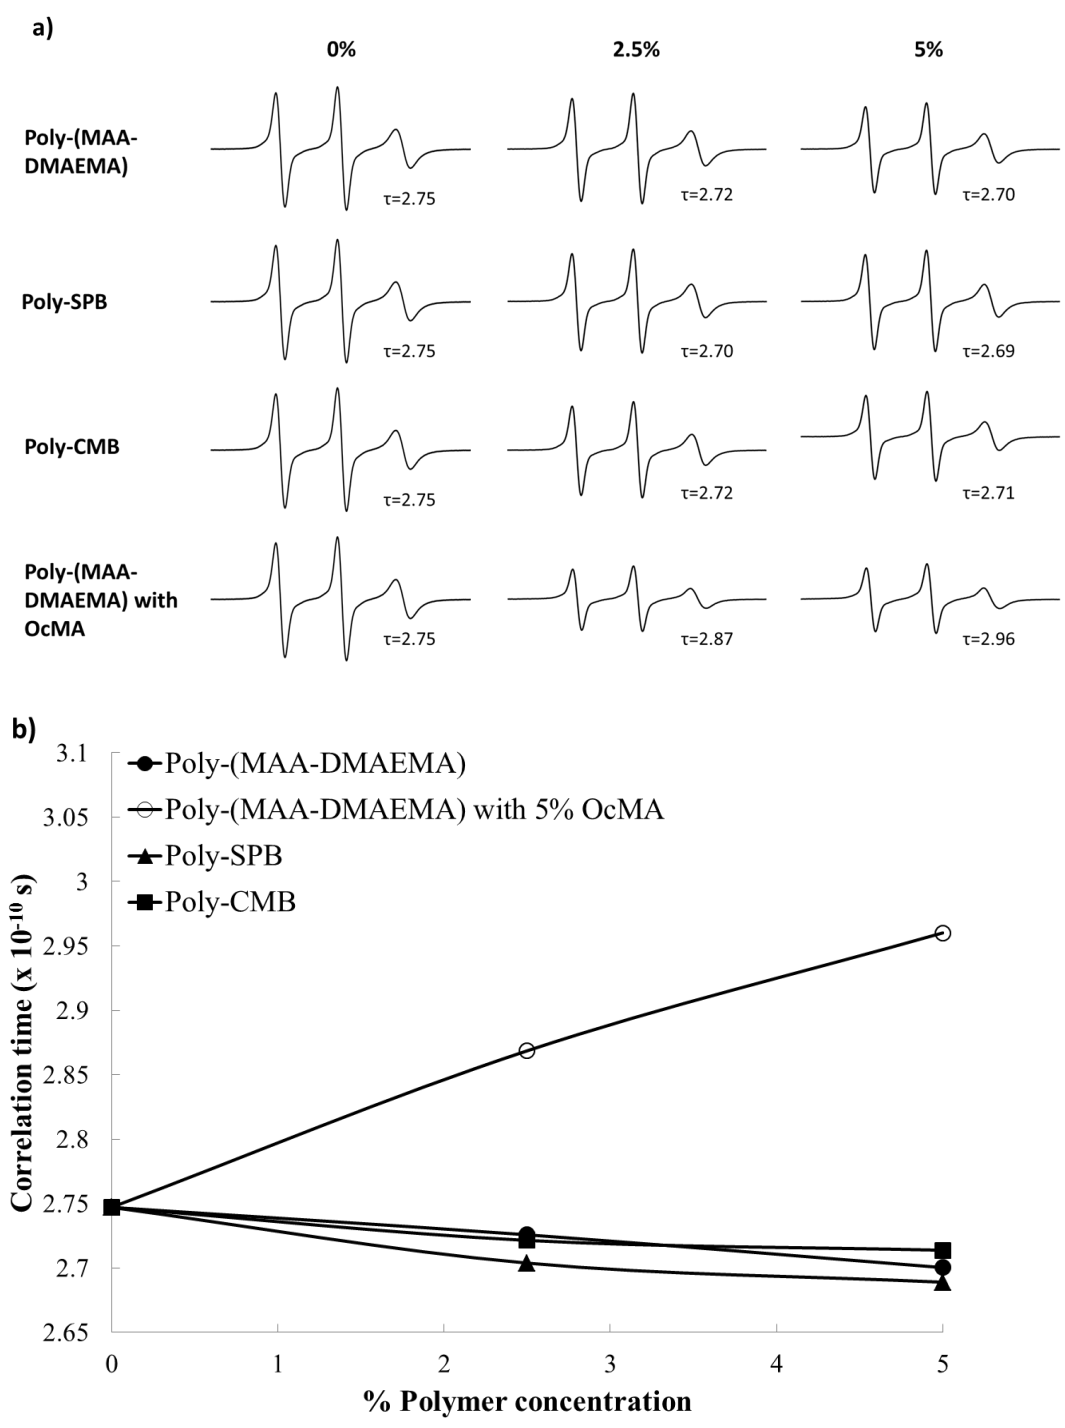 a)
0% 2.5% 5%
Poly-(MAA-
DMAEMA)
τ=2.75 τ=2.72 τ=2.70
Poly-SPB
τ=2.75 τ=2.70 τ=2.69
Poly-CMB
τ=2.75 τ=2.72 τ=2.71
Poly-(MAA-
DMAEMA) with
OcMA
τ=2.75 τ=2.87 τ=2.96
b)
Poly-(MAA-DMAEMA)
Poly-(MAA-DMAEMA) with 5% OcMA
Poly-SPB
Poly-CMB
3.1
3.05
3
2.95
2.9
2.85
2.8
2.75
2.7
2.65
Correlation time (x 10⁻¹⁰ s)
0 1 2 3 4 5
% Polymer concentration